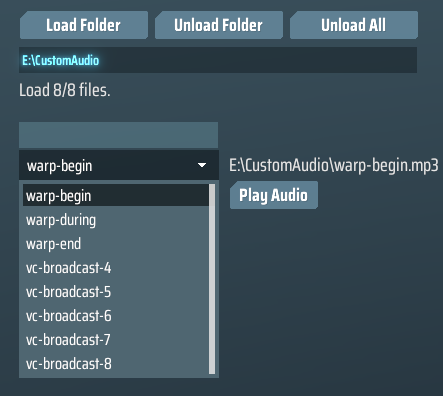 Load Folder Unload Folder Unload All
E:\CustomAudio
Load 8/8 files.
warp-begin E:\CustomAudio\warp-begin.mp3
warp-begin Play Audio
warp-during
warp-end
vc-broadcast-4
vc-broadcast-5
vc-broadcast-6
vc-broadcast-7
vc-broadcast-8